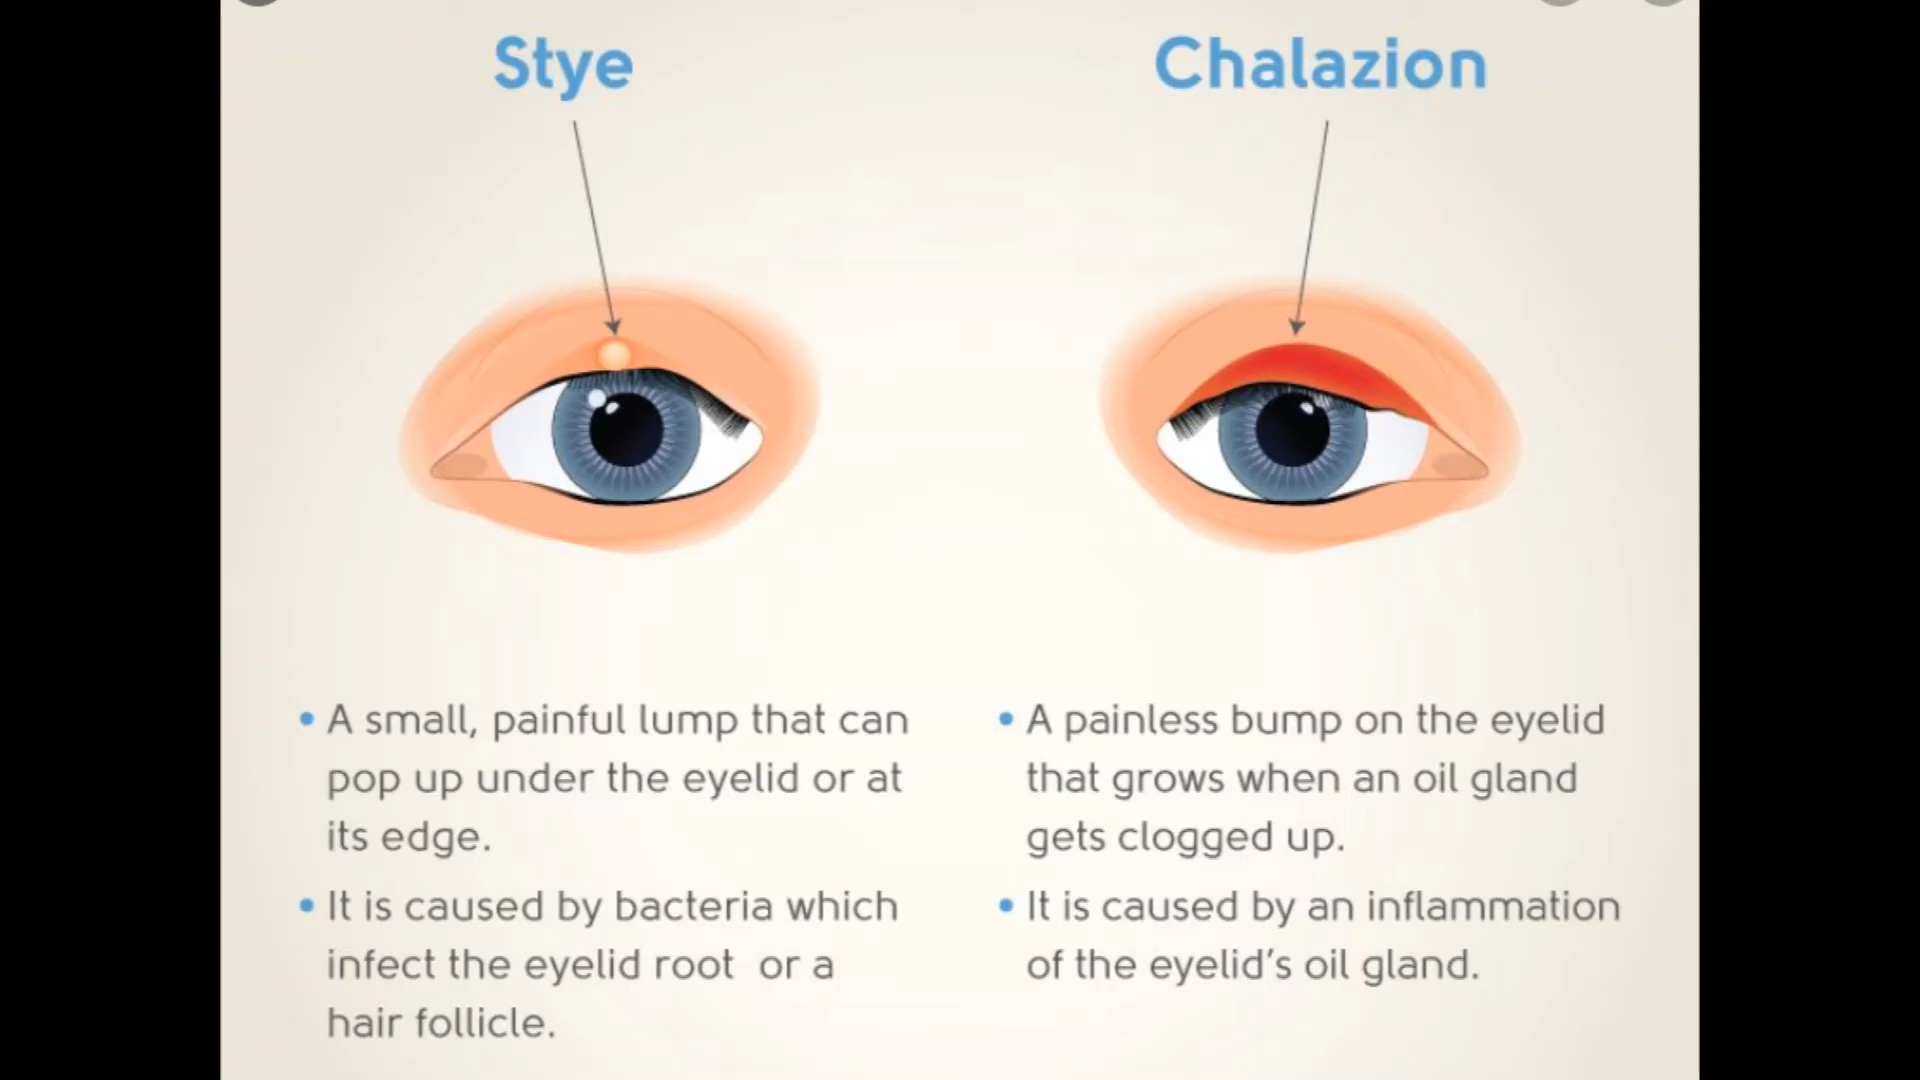 Stye
A small, painful lump that can
pop up under the eyelid or at
its edge.
It is caused by bacteria which
infect the eyelid root or a
hair follicle.
Chalazion
A painless bump on the eyelid
that grows when an oil gland
gets clogged up.
It is caused by an inflammation
of the eyelid's oil gland.